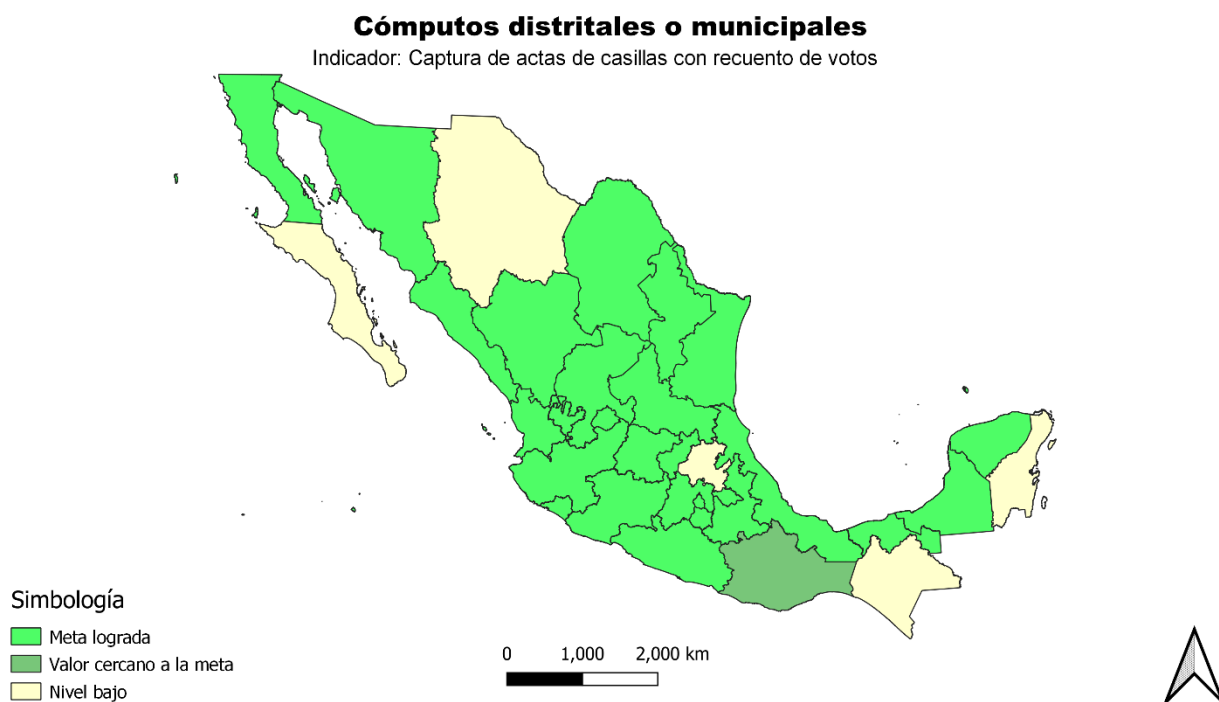 Cómputos distritales o municipales
Indicador: Captura de actas de casillas con recuento de votos
Simbología
Meta lograda
Valor cercano a la meta
Nivel bajo
0 1,000 2,000 km